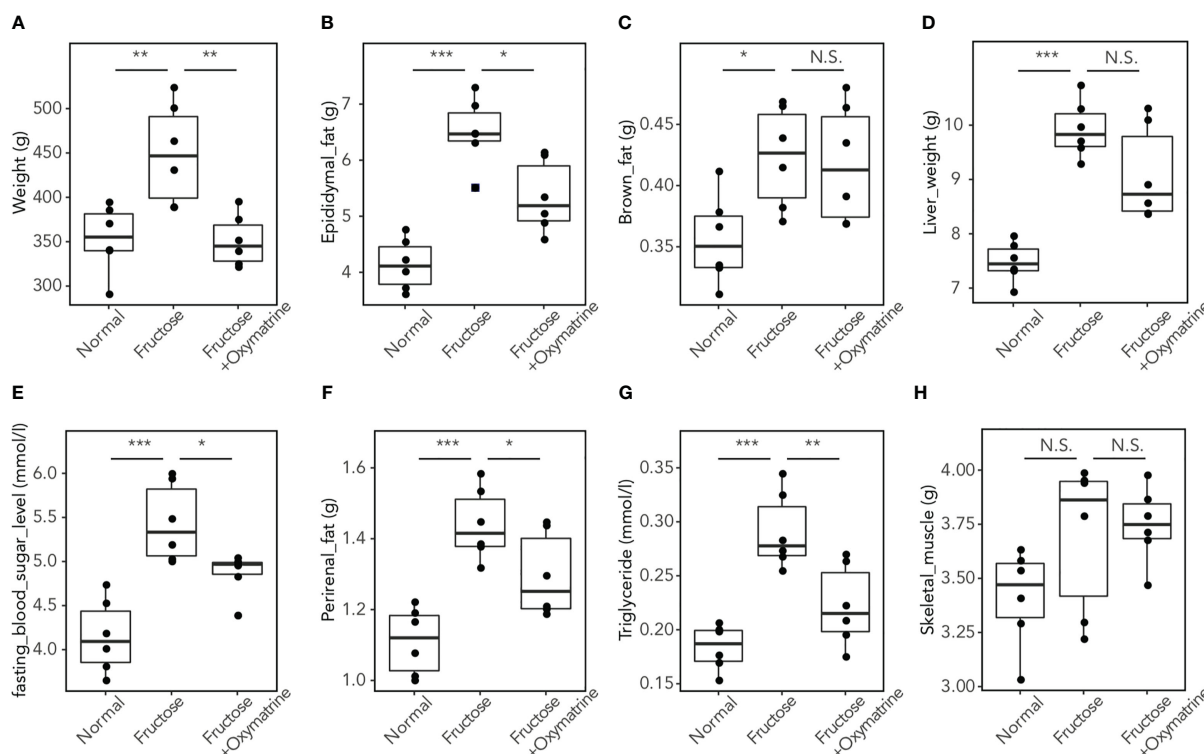 A
Weight (g)
500
450
400
350
300
** **
Normal
Fructose
Fructose
+Oxymatrine
B
Epididymal_fat (g)
7
6
5
4
*** *
Normal
Fructose
Fructose
+Oxymatrine
C
Brown_fat (g)
0.45
0.40
0.35
* N.S.
Normal
Fructose
Fructose
+Oxymatrine
D
Liver_weight (g)
10
9
8
7
*** N.S.
Normal
Fructose
Fructose
+Oxymatrine
E
fasting_blood_sugar_level (mmol/l)
6.0
5.5
5.0
4.5
4.0
*** *
Normal
Fructose
Fructose
+Oxymatrine
F
Perirenal_fat (g)
1.6
1.4
1.2
1.0
*** *
Normal
Fructose
Fructose
+Oxymatrine
G
Triglyceride (mmol/l)
0.35
0.30
0.25
0.20
0.15
*** **
Normal
Fructose
Fructose
+Oxymatrine
H
Skeletal_muscle (g)
4.00
3.75
3.50
3.25
3.00
N.S. N.S.
Normal
Fructose
Fructose
+Oxymatrine